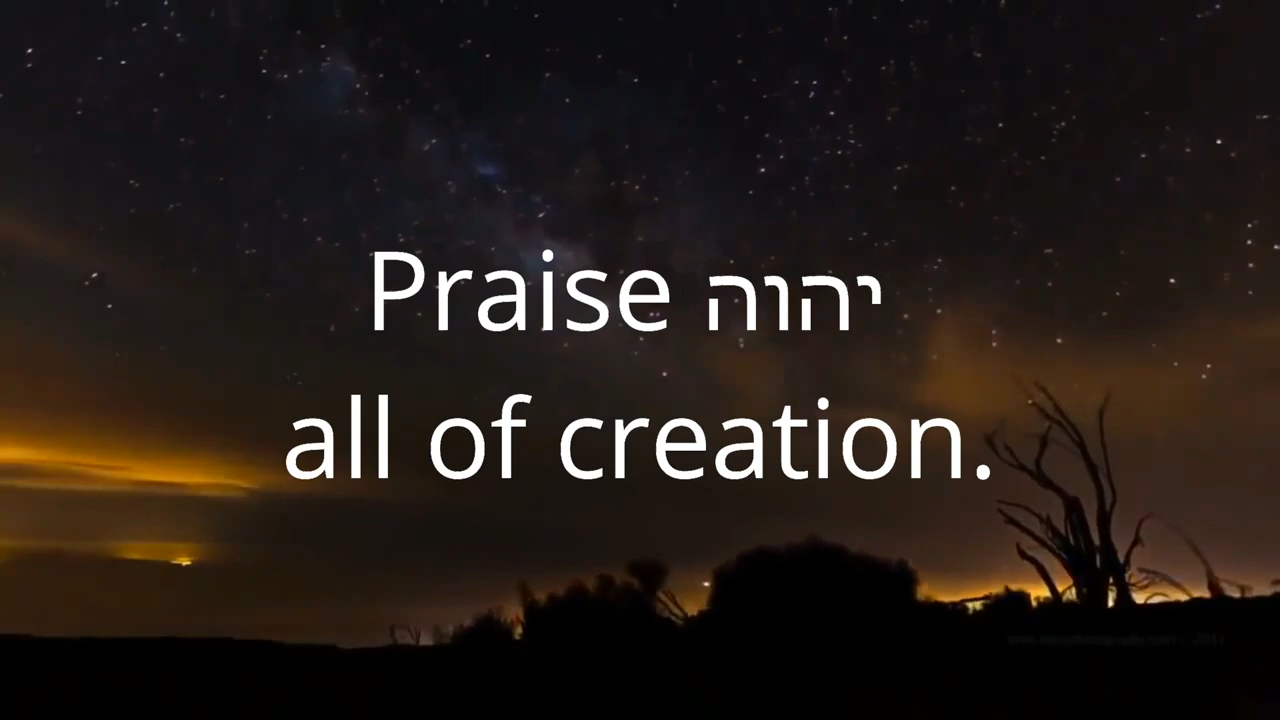 Praise יהוה
all of creation.